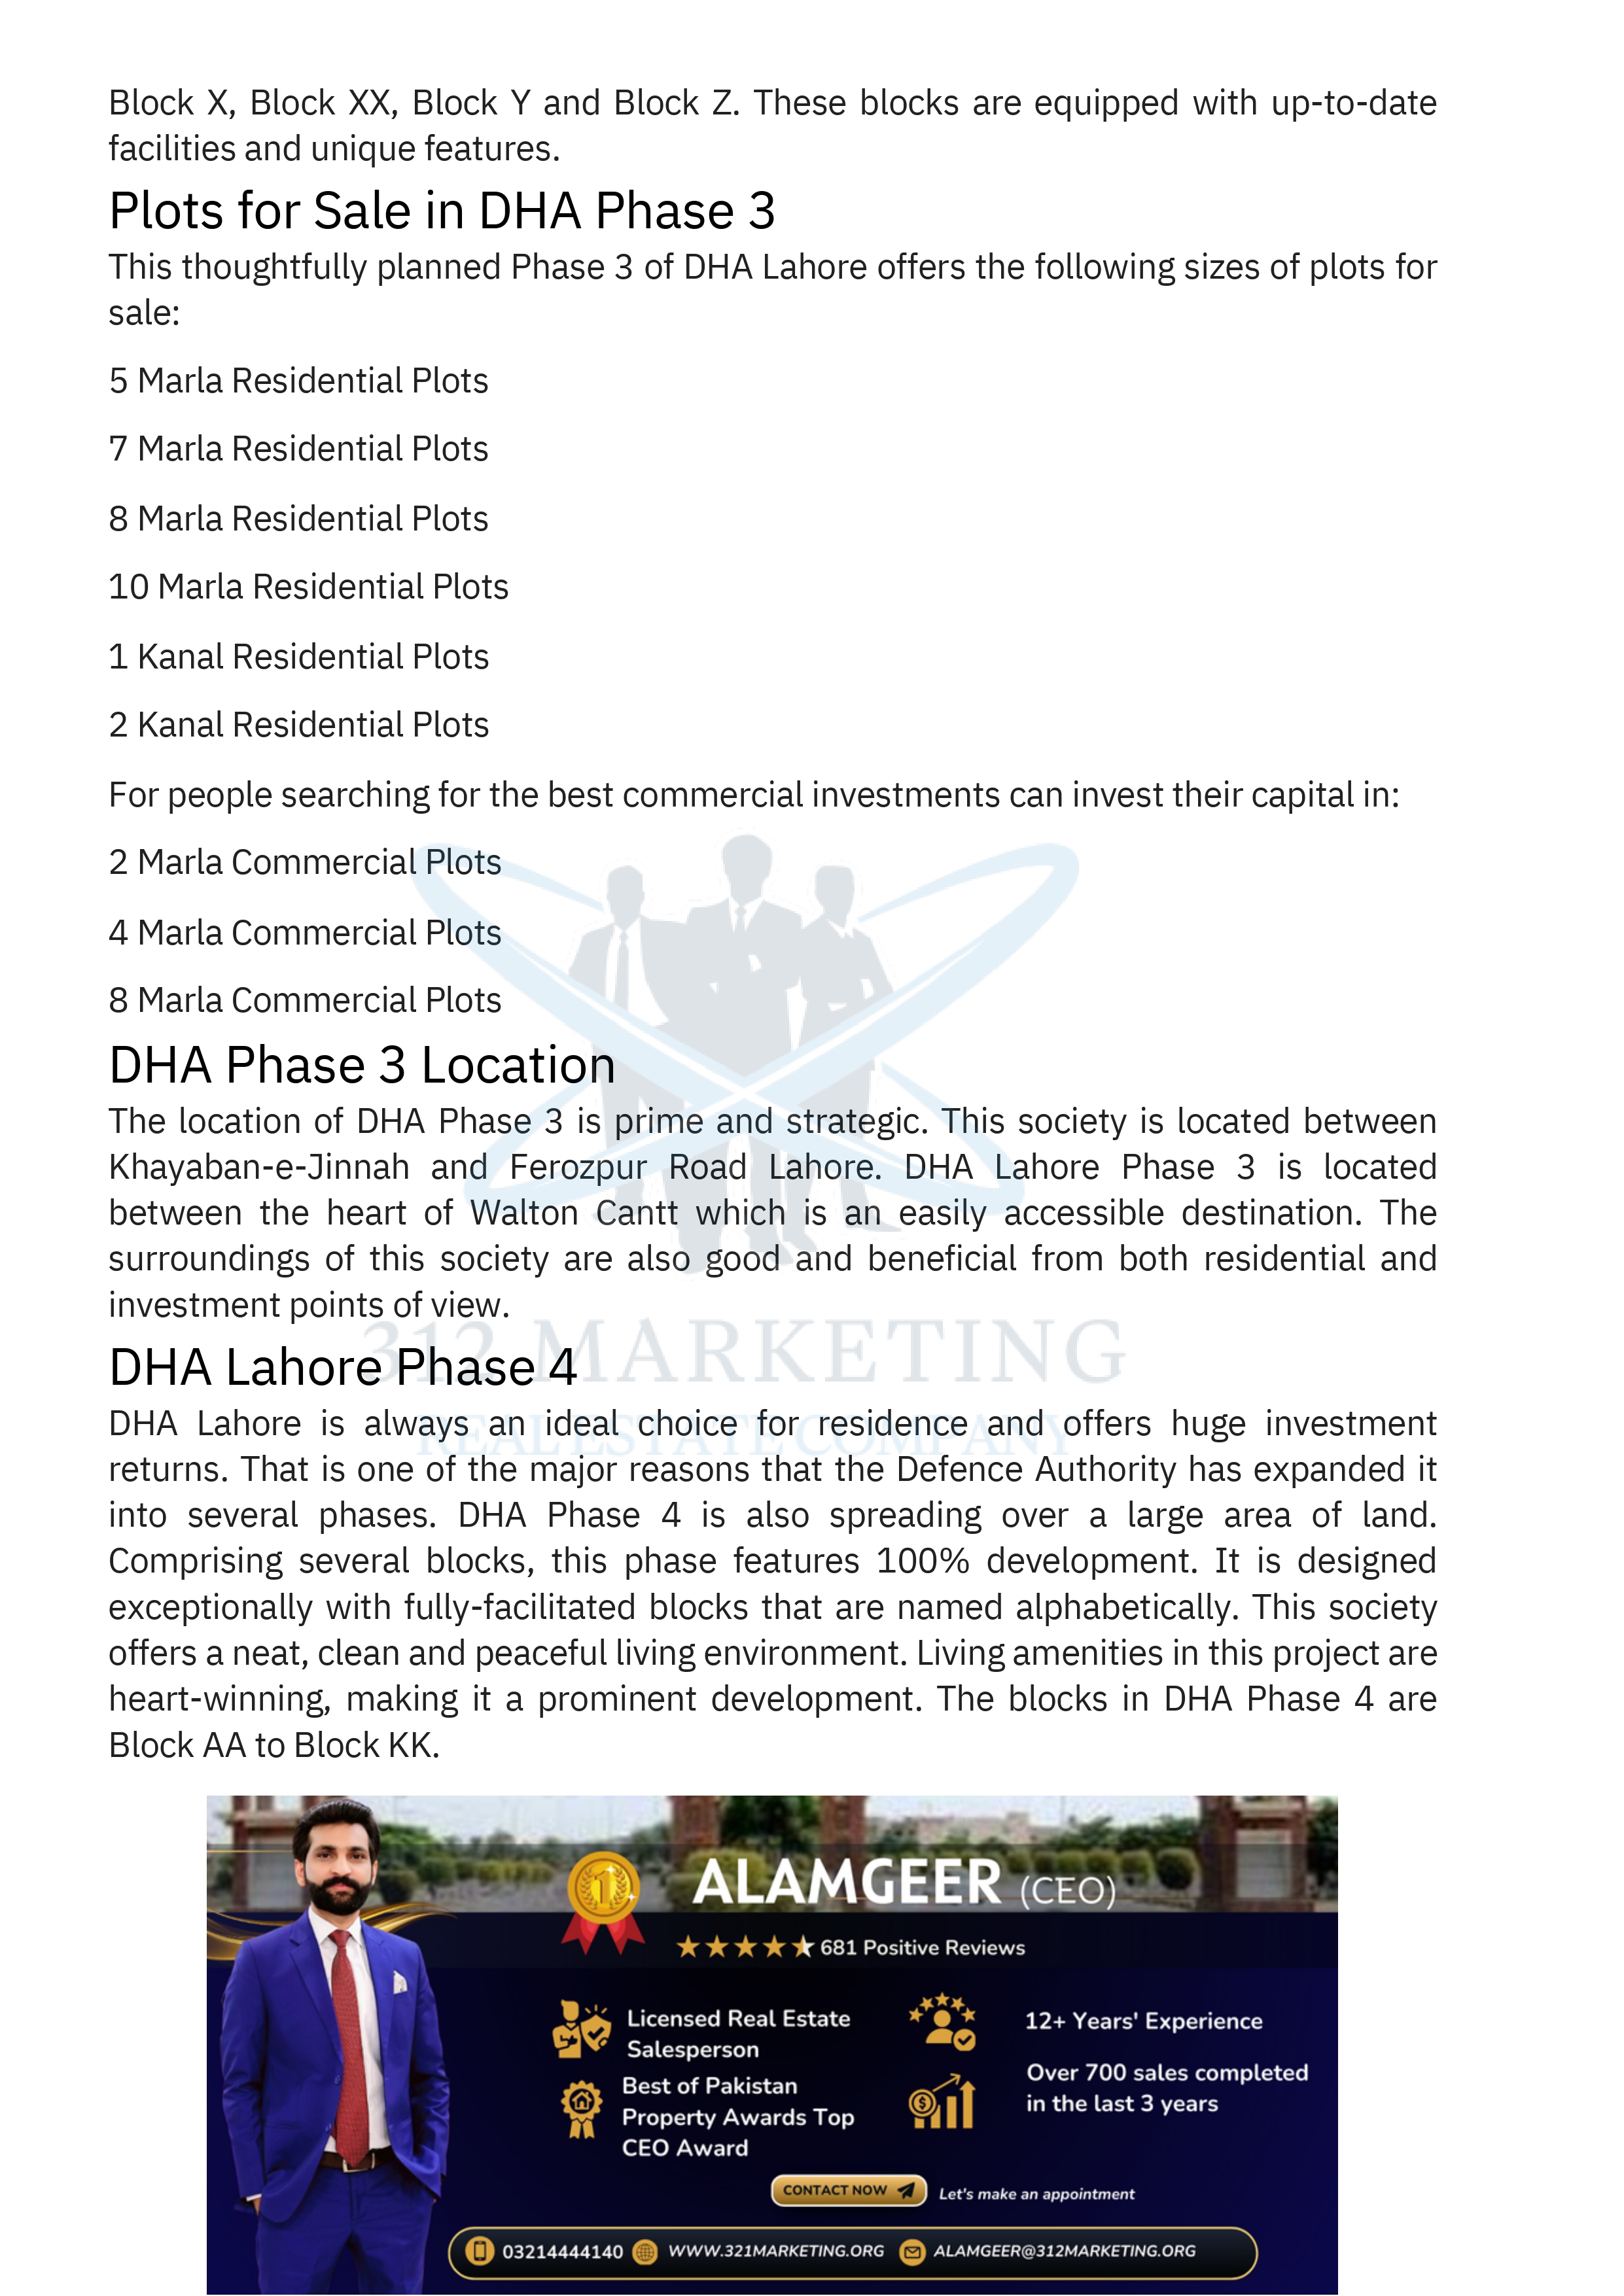 Block X, Block XX, Block Y and Block Z. These blocks are equipped with up-to-date
facilities and unique features.
Plots for Sale in DHA Phase 3
This thoughtfully planned Phase 3 of DHA Lahore offers the following sizes of plots for
sale:
5 Marla Residential Plots
7 Marla Residential Plots
8 Marla Residential Plots
10 Marla Residential Plots
1 Kanal Residential Plots
2 Kanal Residential Plots
For people searching for the best commercial investments can invest their capital in:
2 Marla Commercial Plots
4 Marla Commercial Plots
8 Marla Commercial Plots
DHA Phase 3 Location
The location of DHA Phase 3 is prime and strategic. This society is located between
Khayaban-e-Jinnah and Ferozpur Road Lahore. DHA Lahore Phase 3 is located
between the heart of Walton Cantt which is an easily accessible destination. The
surroundings of this society are also good and beneficial from both residential and
investment points of view.
312 MARKETING
DHA Lahore Phase 4
REAL ESTATE COMPANY
DHA Lahore is always an ideal choice for residence and offers huge investment
returns. That is one of the major reasons that the Defence Authority has expanded it
into several phases. DHA Phase 4 is also spreading over a large area of land.
Comprising several blocks, this phase features 100% development. It is designed
exceptionally with fully-facilitated blocks that are named alphabetically. This society
offers a neat, clean and peaceful living environment. Living amenities in this project are
heart-winning, making it a prominent development. The blocks in DHA Phase 4 are
Block AA to Block KK.
1
ALAMGEER (CEO)
681 Positive Reviews
Licensed Real Estate
Salesperson
12+ Years' Experience
Best of Pakistan
Property Awards Top
CEO Award
Over 700 sales completed
in the last 3 years
CONTACT NOW
Let's make an appointment
03214444140
WWW.321MARKETING.ORG
ALAMGEER@312MARKETING.ORG